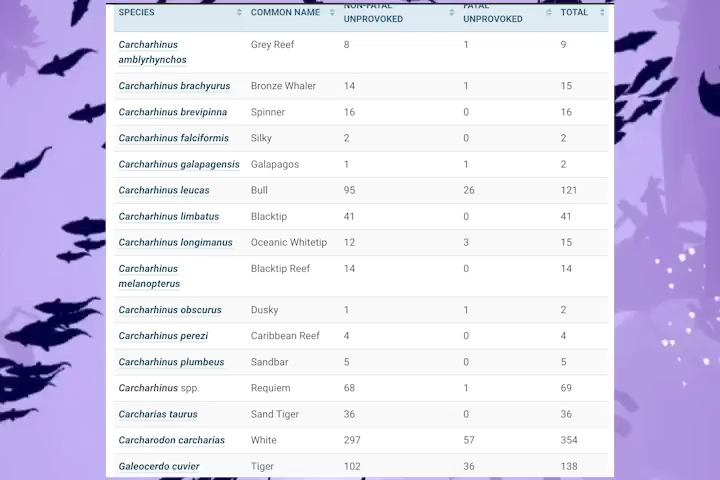 SPECIES COMMON NAME NON-FATAL UNPROVOKED FATAL UNPROVOKED TOTAL
Carcharhinus amblyrhynchos Grey Reef 8 1 9
Carcharhinus brachyurus Bronze Whaler 14 1 15
Carcharhinus brevipinna Spinner 16 0 16
Carcharhinus falciformis Silky 2 0 2
Carcharhinus galapagensis Galapagos 1 1 2
Carcharhinus leucas Bull 95 26 121
Carcharhinus limbatus Blacktip 41 0 41
Carcharhinus longimanus Oceanic Whitetip 12 3 15
Carcharhinus melanopterus Blacktip Reef 14 0 14
Carcharhinus obscurus Dusky 1 1 2
Carcharhinus perezi Caribbean Reef 4 0 4
Carcharhinus plumbeus Sandbar 5 0 5
Carcharhinus spp. Requiem 68 1 69
Carcharias taurus Sand Tiger 36 0 36
Carcharodon carcharias White 297 57 354
Galeocerdo cuvier Tiger 102 36 138